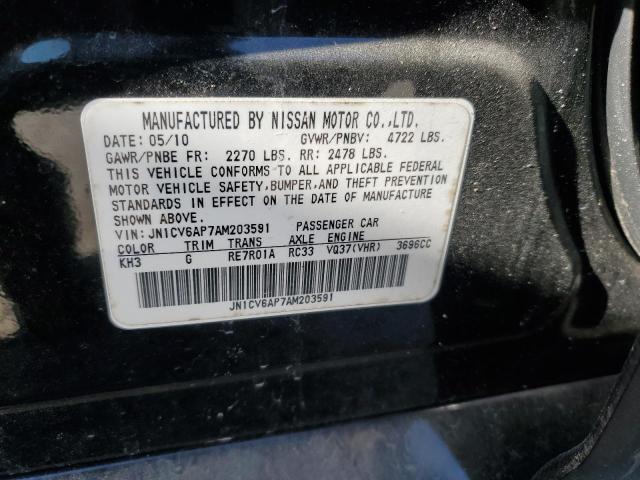 MANUFACTURED BY NISSAN MOTOR CO.,LTD.
DATE: 05/10 GVWR/PNBV: 4722 LBS.
GAWR/PNBE FR: 2270 LBS. RR: 2478 LBS.
THIS VEHICLE CONFORMS TO ALL APPLICABLE FEDERAL
MOTOR VEHICLE SAFETY,BUMPER,AND THEFT PREVENTION
STANDARDS IN EFFECT ON THE DATE OF MANUFACTURE
SHOWN ABOVE.
VIN: JN1CV6AP7AM203591 PASSENGER CAR
COLOR TRIM TRANS AXLE ENGINE
KH3 G RE7R01A RC33 VQ37(VHR) 3696CC
JN1CV6AP7AM203591